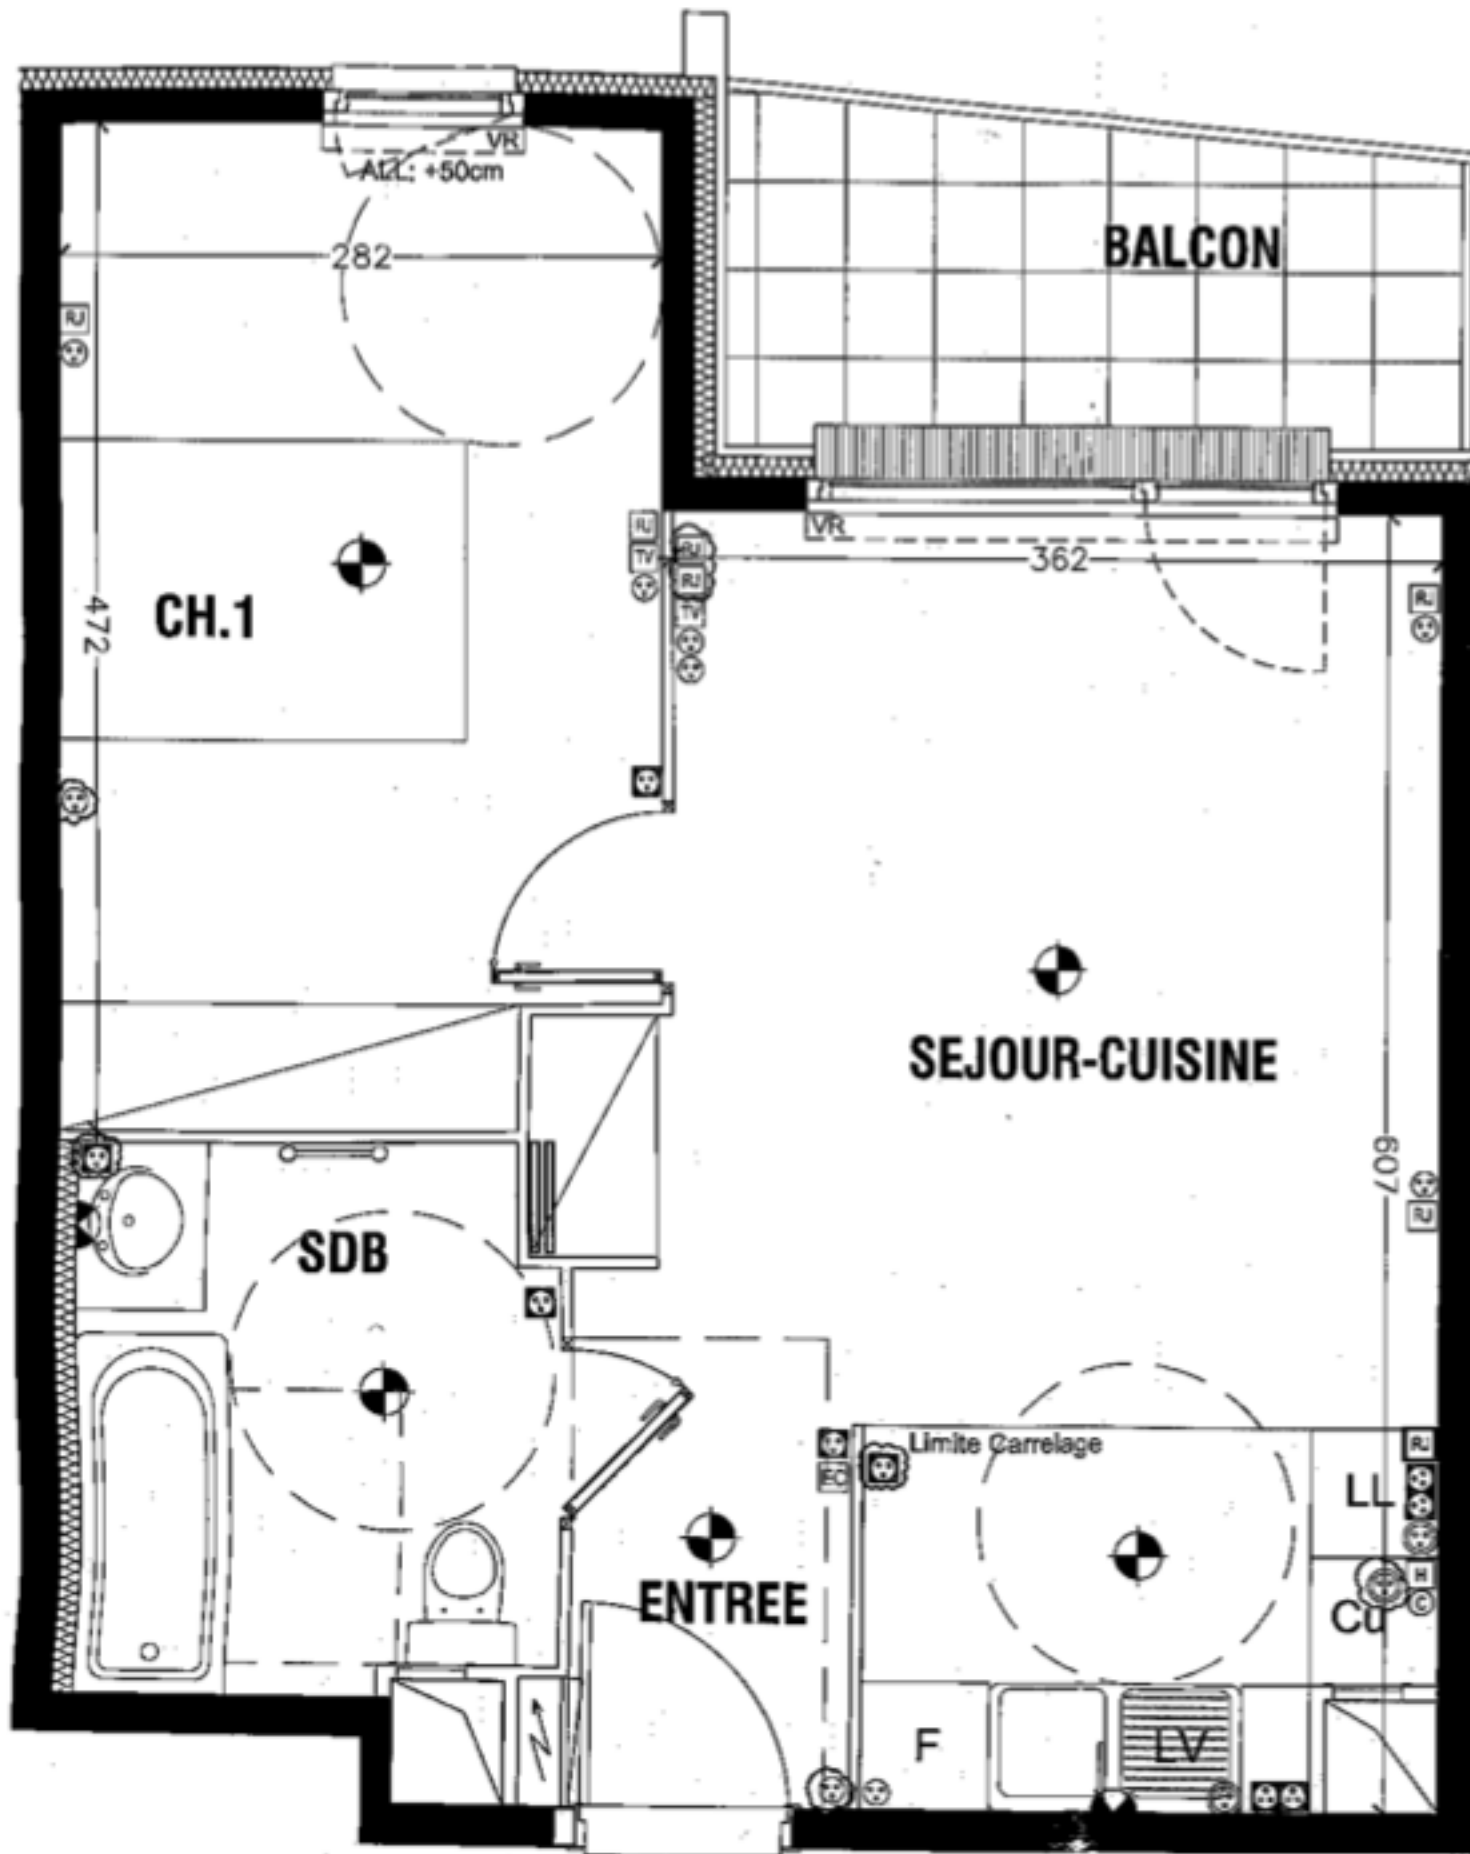 VR
ALL: +50cm
282
BALCON
RJ
RJ
TV
RJ
RJ
TV
VR
362
RJ
CH.1
472
SEJOUR-CUISINE
607
RJ
SDB
Limite Carrelage
RJ
EC
LL
H
C
Cu
ENTREE
F
LV